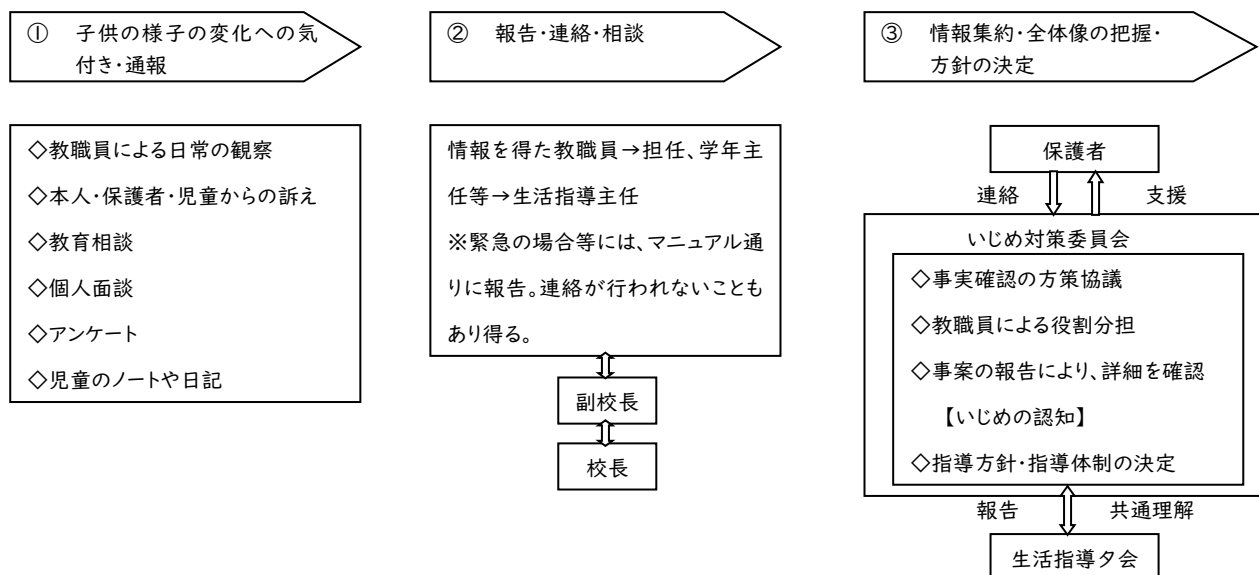 ① 子供の様子の変化への気
付き・通報
② 報告・連絡・相談
③ 情報集約・全体像の把握・
方針の決定
◇教職員による日常の観察
◇本人・保護者・児童からの訴え
◇教育相談
◇個人面談
◇アンケート
◇児童のノートや日記
情報を得た教職員→担任、学年主
任等→生活指導主任
※緊急の場合等には、マニュアル通
りに報告。連絡が行われないことも
あり得る。
副校長
校長
保護者
連絡 支援
いじめ対策委員会
◇事実確認の方策協議
◇教職員による役割分担
◇事案の報告により、詳細を確認
【いじめの認知】
◇指導方針・指導体制の決定
報告 共通理解
生活指導夕会